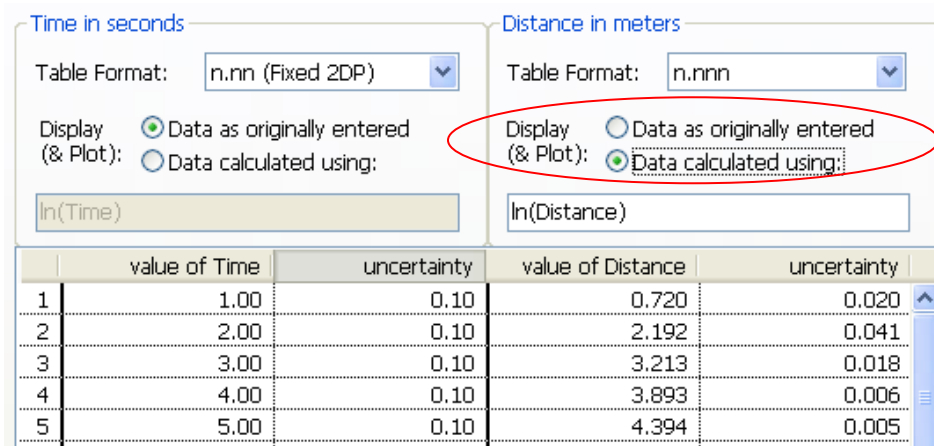 Time in seconds
Table Format: n.nn (Fixed 2DP)
Display (& Plot): Data as originally entered
Data calculated using:
ln(Time)
Distance in meters
Table Format: n.nnn
Display (& Plot): Data as originally entered
Data calculated using:
ln(Distance)
value of Time uncertainty value of Distance uncertainty
1 1.00 0.10 0.720 0.020
2 2.00 0.10 2.192 0.041
3 3.00 0.10 3.213 0.018
4 4.00 0.10 3.893 0.006
5 5.00 0.10 4.394 0.005